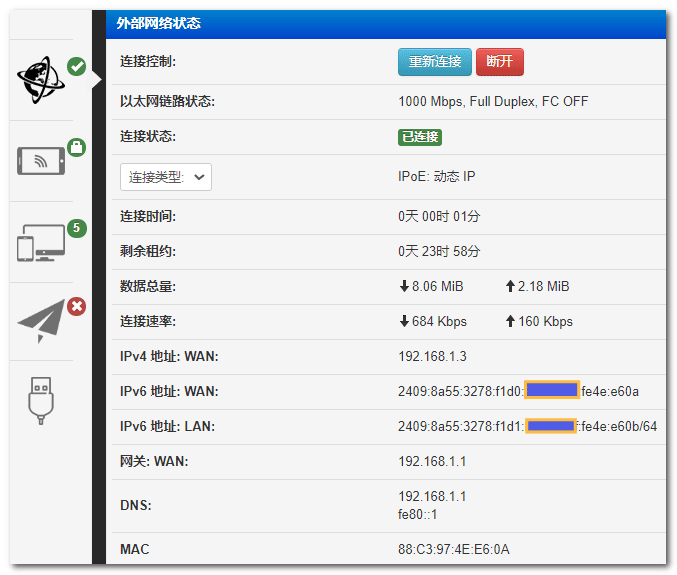 外部网络状态
连接控制: 重新连接 断开
以太网链路状态: 1000 Mbps, Full Duplex, FC OFF
连接状态: 已连接
连接类型: IPoE: 动态 IP
连接时间: 0天 00时 01分
5
剩余租约: 0天 23时 58分
数据总量: 8.06 MiB 2.18 MiB
连接速率: 684 Kbps 160 Kbps
IPv4 地址: WAN: 192.168.1.3
IPv6 地址: WAN: 2409:8a55:3278:f1d0: fe4e:e60a
IPv6 地址: LAN: 2409:8a55:3278:f1d1: f:fe4e:e60b/64
网关: WAN: 192.168.1.1
DNS: 192.168.1.1
fe80::1
MAC 88:C3:97:4E:E6:0A